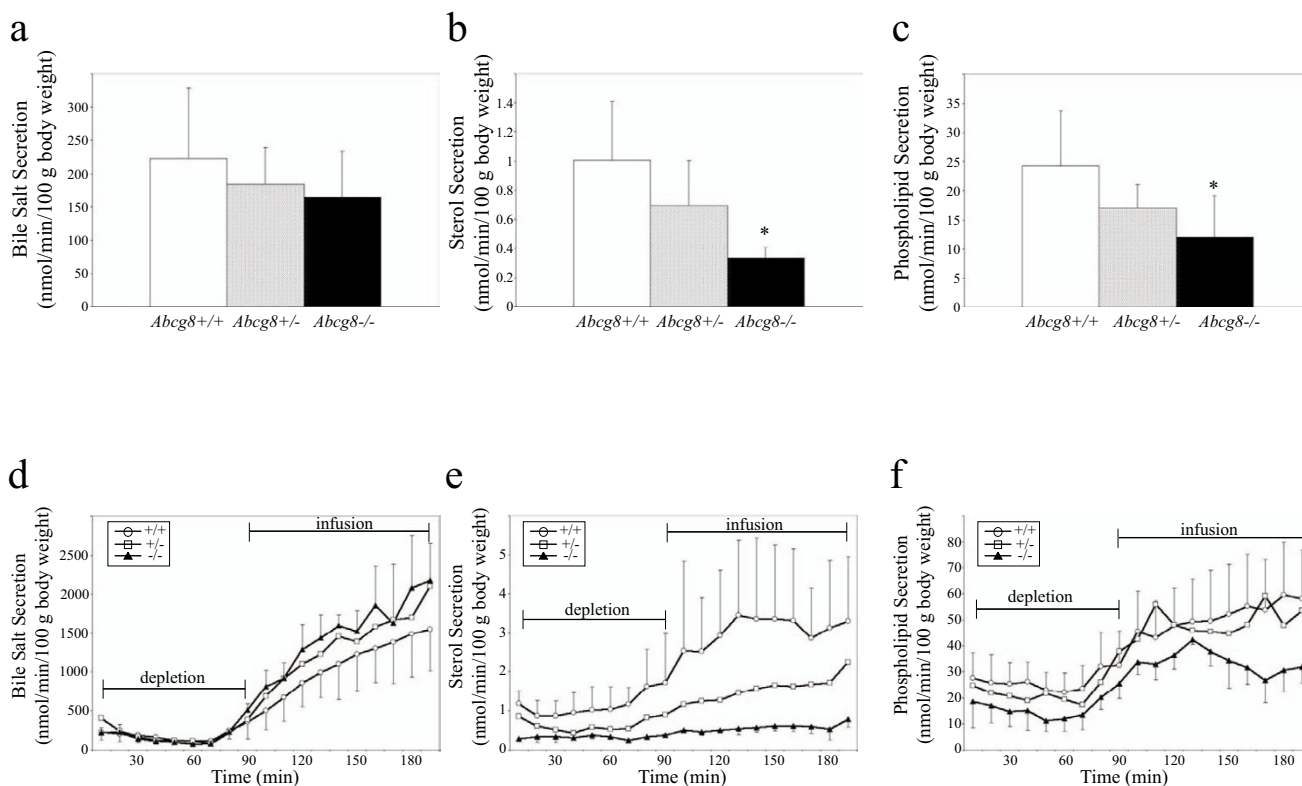 a
Bile Salt Secretion
(nmol/min/100 g body weight)
300
250
200
150
100
50
0
Abcg8+/+ Abcg8+/- Abcg8-/-
b
Sterol Secretion
(nmol/min/100 g body weight)
1.4
1.2
1
0.8
0.6
0.4
0.2
0
*
Abcg8+/+ Abcg8+/- Abcg8-/-
c
Phospholipid Secretion
(nmol/min/100 g body weight)
35
30
25
20
15
10
5
0
*
Abcg8+/+ Abcg8+/- Abcg8-/-
d
Bile Salt Secretion
(nmol/min/100 g body weight)
2500
2000
1500
1000
500
0
+/+
+/-
-/-
infusion
depletion
30 60 90 120 150 180
Time (min)
e
Sterol Secretion
(nmol/min/100 g body weight)
6
5
4
3
2
1
0
+/+
+/-
-/-
infusion
depletion
30 60 90 120 150 180
Time (min)
f
Phospholipid Secretion
(nmol/min/100 g body weight)
80
70
60
50
40
30
20
10
0
+/+
+/-
-/-
infusion
depletion
30 60 90 120 150 180
Time (min)